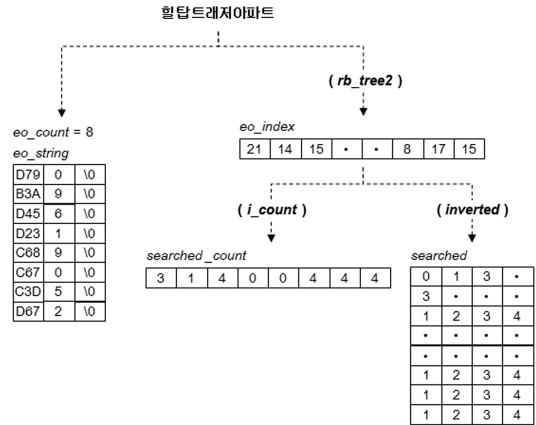 힐탑트래저아파트
( rb_tree2 )
eo_count = 8
eo_string
D79 0 \0
B3A 9 \0
D45 6 \0
D23 1 \0
C68 9 \0
C67 0 \0
C3D 5 \0
D67 2 \0
eo_index
21 14 15 • • 8 17 15
( i_count )
( inverted )
searched_count
3 1 4 0 0 4 4 4
searched
0 1 3 •
3 • • •
1 2 3 4
• • • •
• • • •
1 2 3 4
1 2 3 4
1 2 3 4